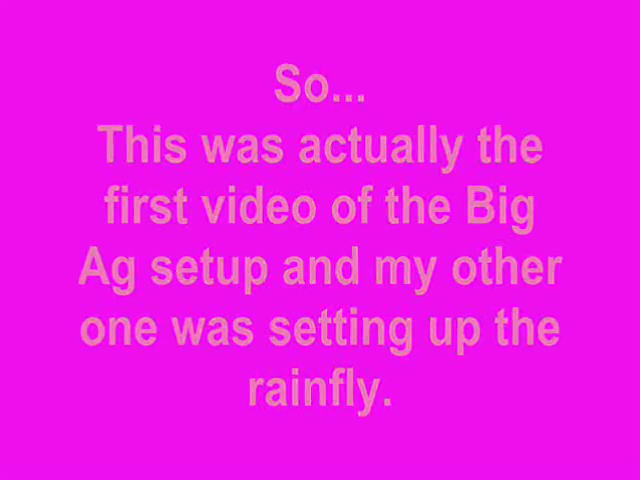 So...
This was actually the
first video of the Big
Ag setup and my other
one was setting up the
rainfly.